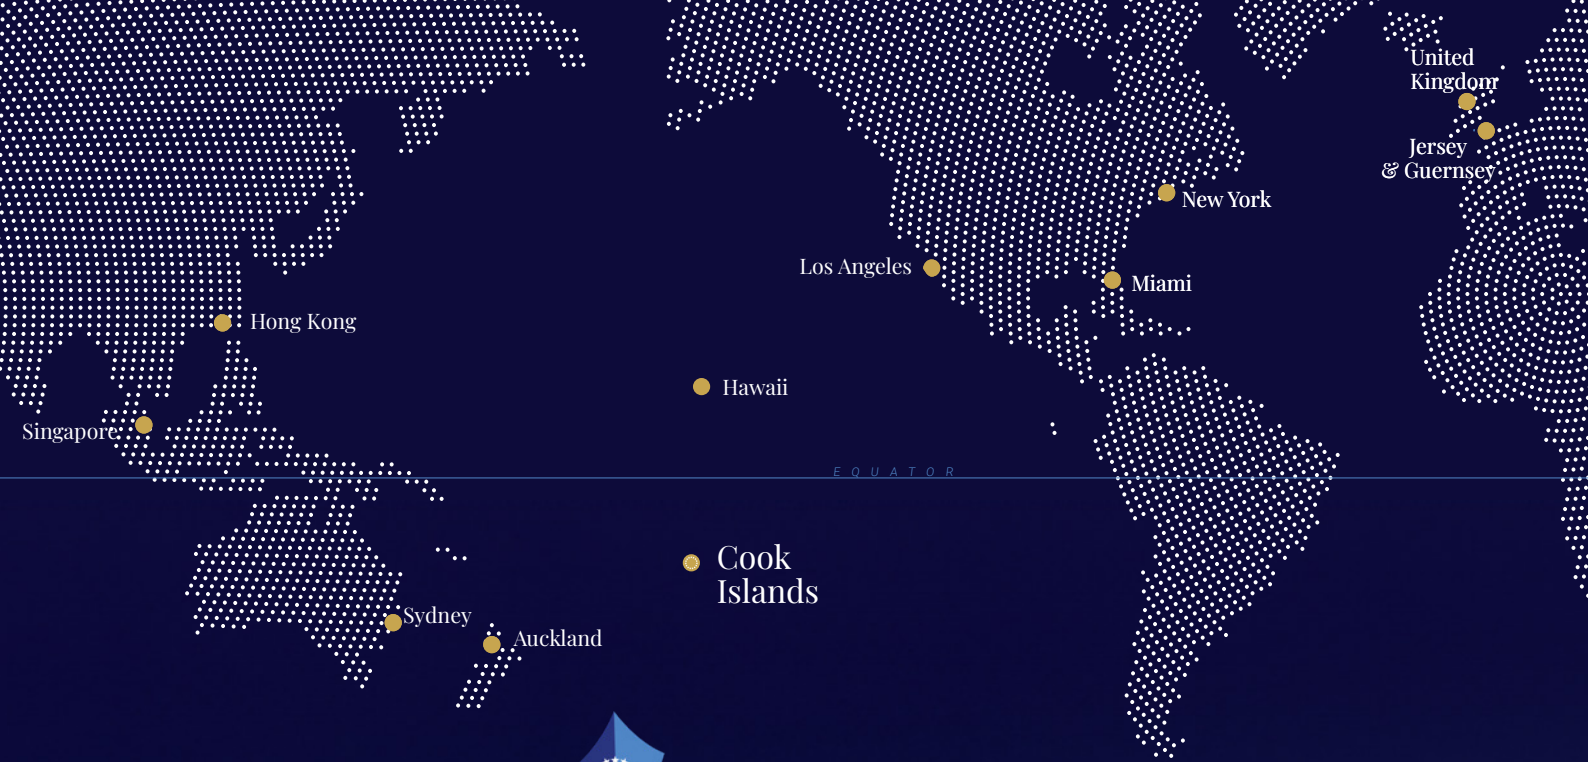 United
Kingdom
Jersey
& Guernsey
New York
Los Angeles
Miami
Hong Kong
Hawaii
Singapore
EQUATOR
Cook
Islands
Sydney
Auckland